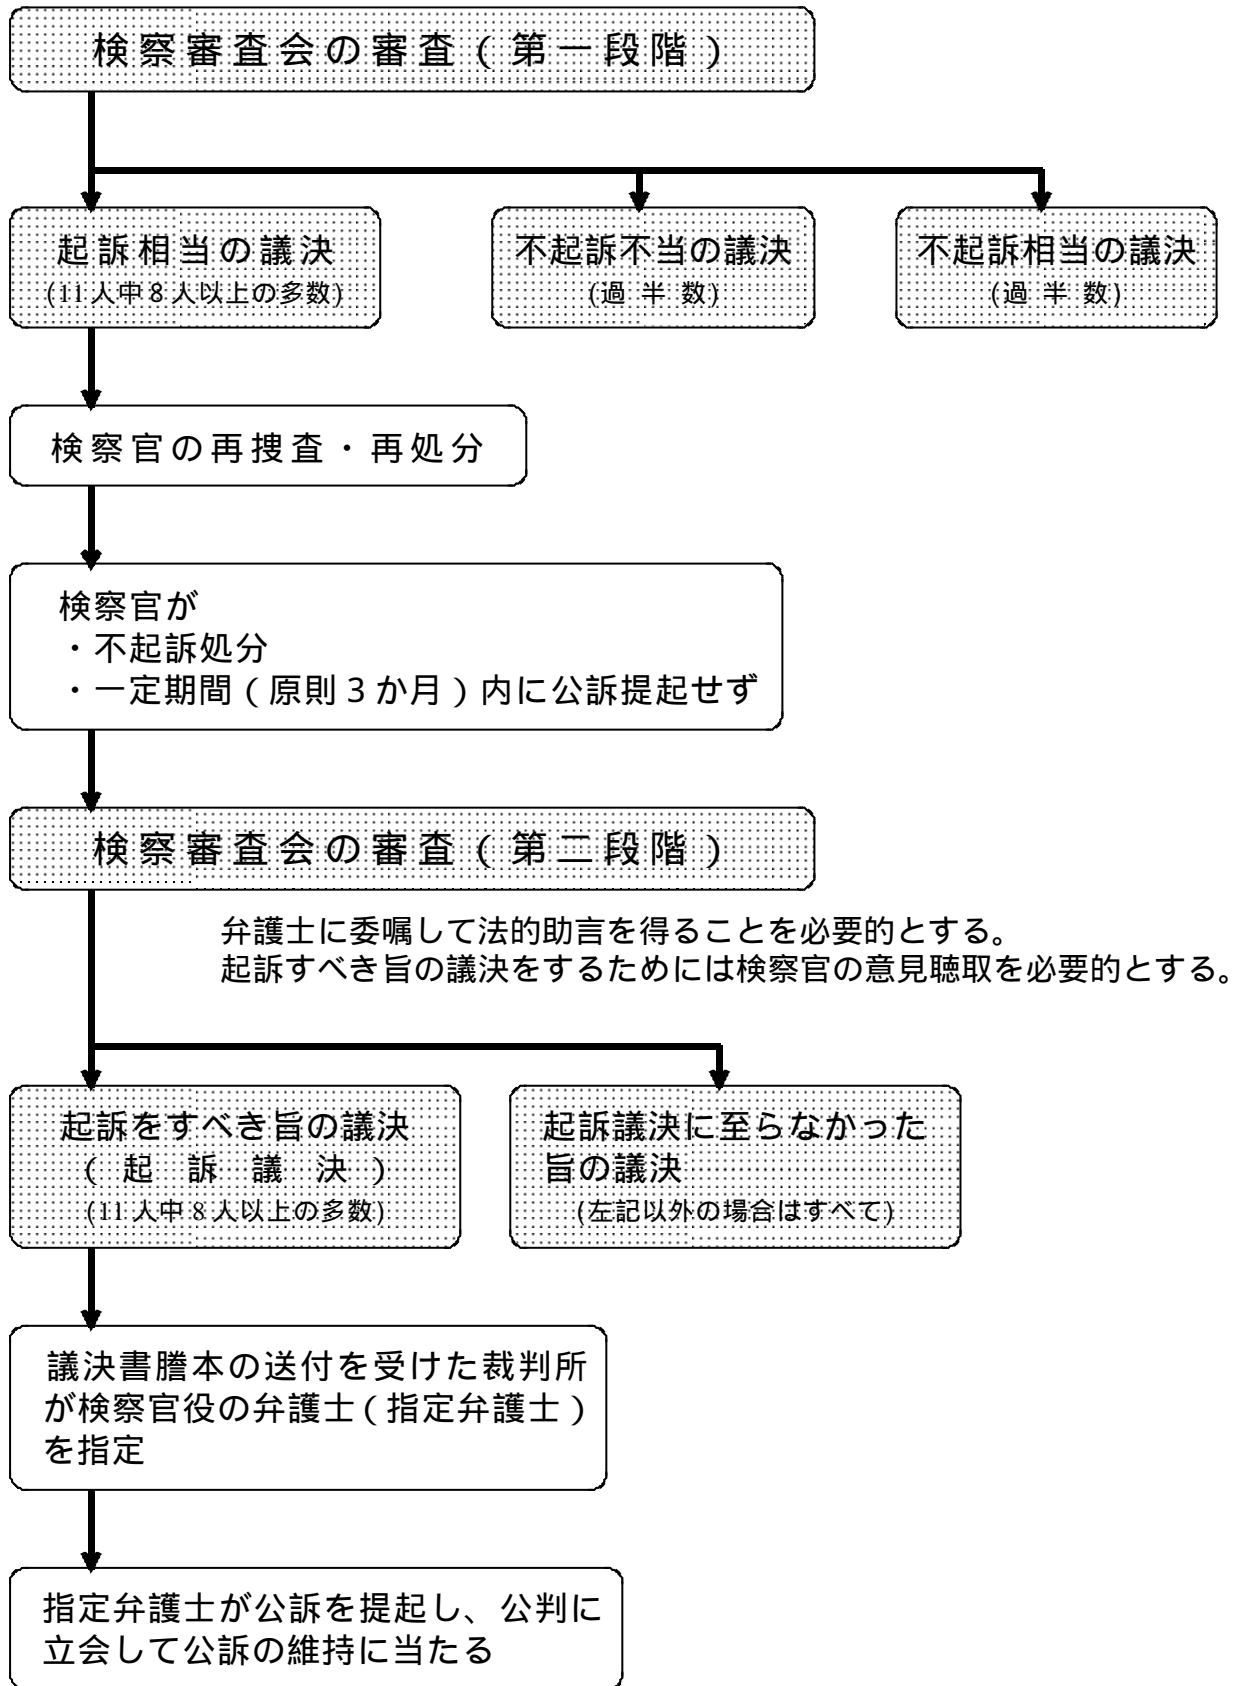 検察審査会の審査（第一段階）
起訴相当の議決
(11人中８人以上の多数)
不起訴不当の議決
(過半数)
不起訴相当の議決
(過半数)
検察官の再捜査・再処分
検察官が
・不起訴処分
・一定期間（原則３か月）内に公訴提起せず
検察審査会の審査（第二段階）
弁護士に委嘱して法的助言を得ることを必要的とする。
起訴すべき旨の議決をするためには検察官の意見聴取を必要的とする。
起訴をすべき旨の議決
（起訴議決）
(11人中８人以上の多数)
起訴議決に至らなかった
旨の議決
(左記以外の場合はすべて)
議決書謄本の送付を受けた裁判所
が検察官役の弁護士（指定弁護士）
を指定
指定弁護士が公訴を提起し、公判に
立会して公訴の維持に当たる